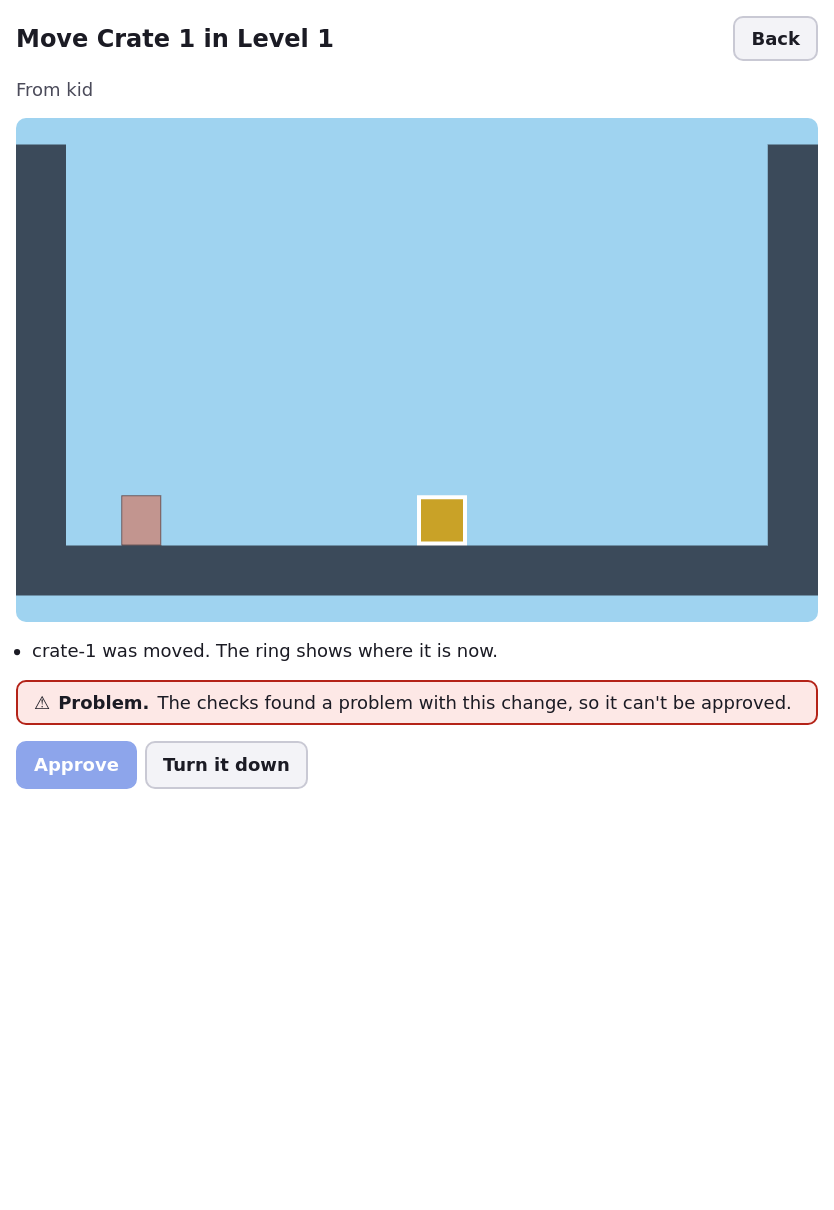 Move Crate 1 in Level 1
Back
From kid
crate-1 was moved. The ring shows where it is now.
⚠ Problem. The checks found a problem with this change, so it can't be approved.
Approve
Turn it down